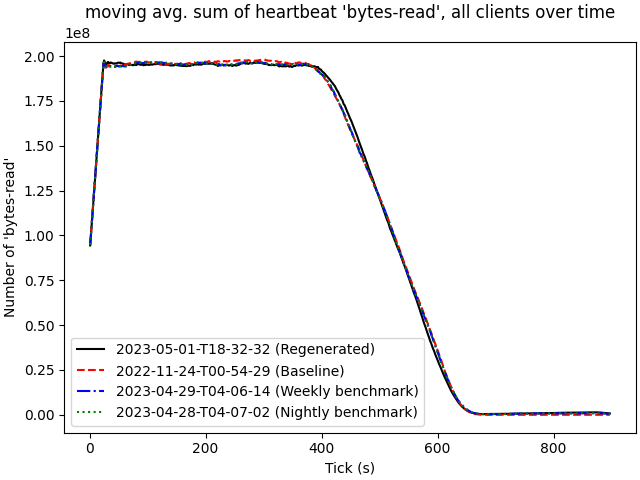 moving avg. sum of heartbeat 'bytes-read', all clients over time
1e8
2.00
1.75
1.50
1.25
1.00
0.75
0.50
0.25
0.00
Number of 'bytes-read'
2023-05-01-T18-32-32 (Regenerated)
2022-11-24-T00-54-29 (Baseline)
2023-04-29-T04-06-14 (Weekly benchmark)
2023-04-28-T04-07-02 (Nightly benchmark)
0 200 400 600 800
Tick (s)